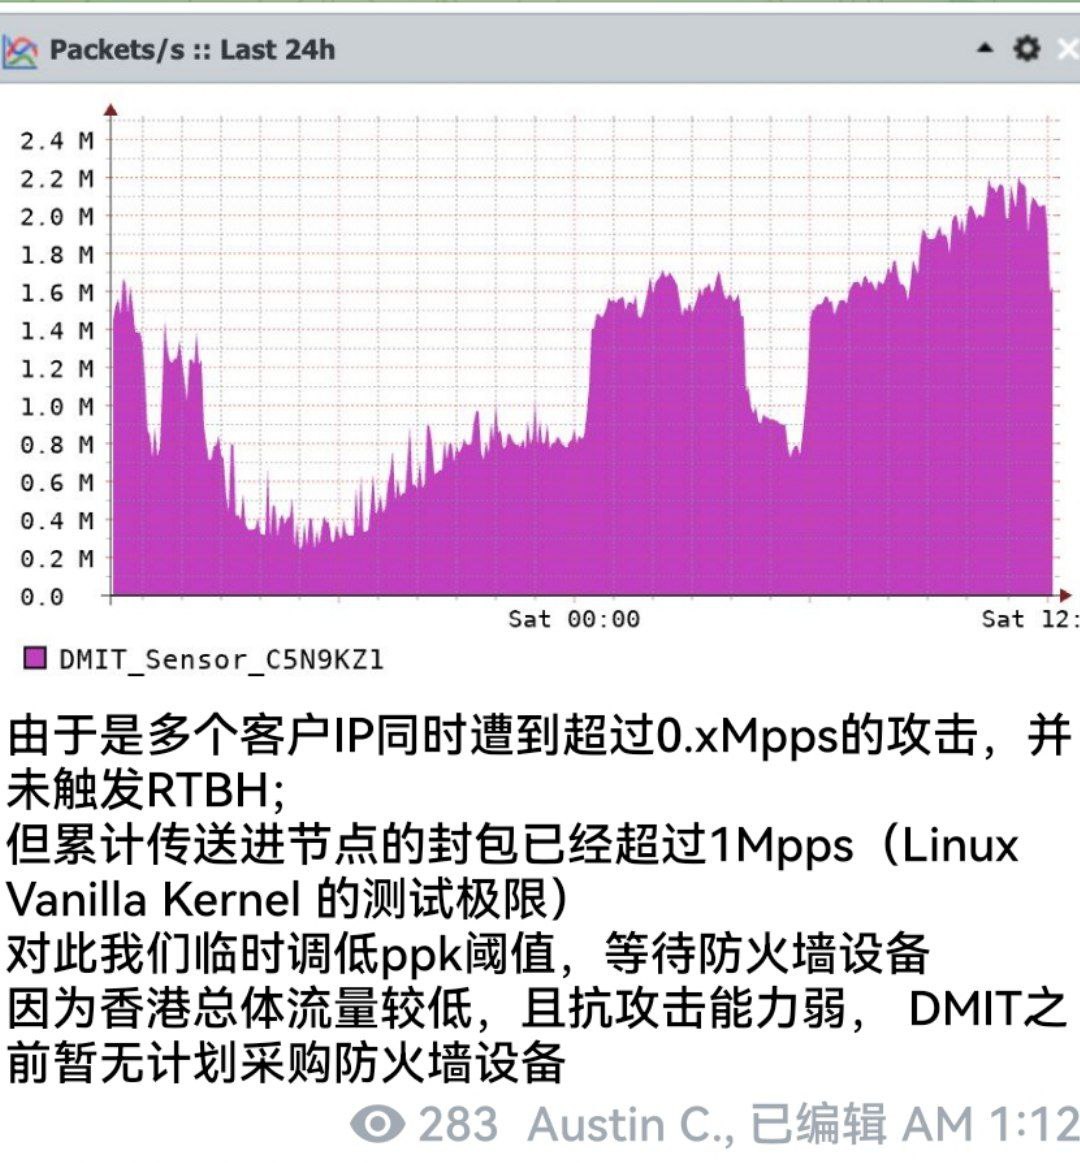 Packets/s :: Last 24h
2.4 M
2.2 M
2.0 M
1.8 M
1.6 M
1.4 M
1.2 M
1.0 M
0.8 M
0.6 M
0.4 M
0.2 M
0.0
Sat 00:00 Sat 12:
DMIT_Sensor_C5N9KZ1
由于是多个客户IP同时遭到超过0.xMpps的攻击，并
未触发RTBH；
但累计传送进节点的封包已经超过1Mpps（Linux
Vanilla Kernel 的测试极限）
对此我们临时调低ppk阈值，等待防火墙设备
因为香港总体流量较低，且抗攻击能力弱， DMIT之
前暂无计划采购防火墙设备
283 Austin C., 已编辑 AM 1:12